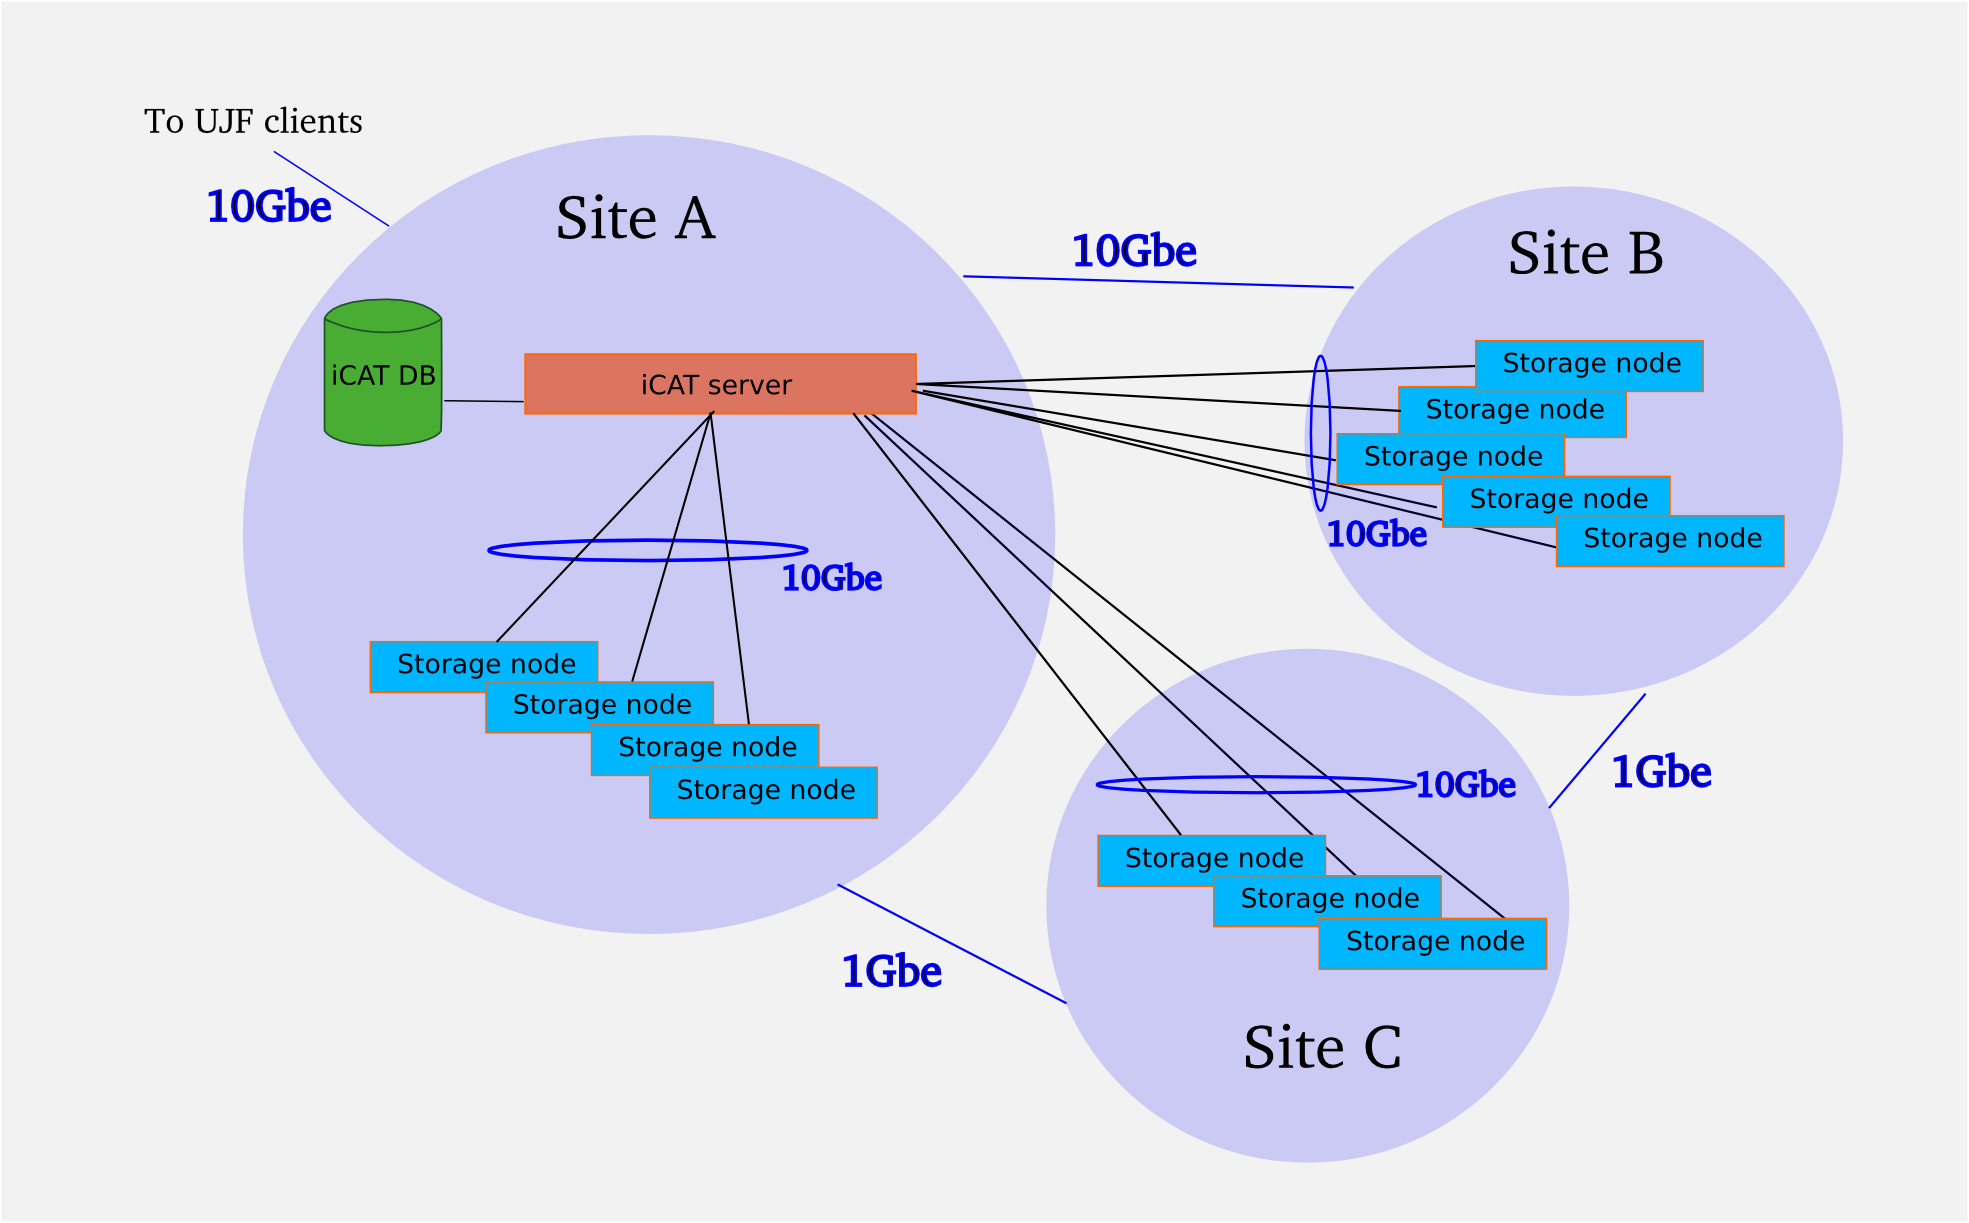 To UJF clients
10Gbe
Site A
10Gbe
Site B
iCAT DB
iCAT server
Storage node
Storage node
Storage node
Storage node
Storage node
10Gbe
10Gbe
Storage node
Storage node
Storage node
Storage node
1Gbe
10Gbe
Storage node
Storage node
Storage node
1Gbe
Site C